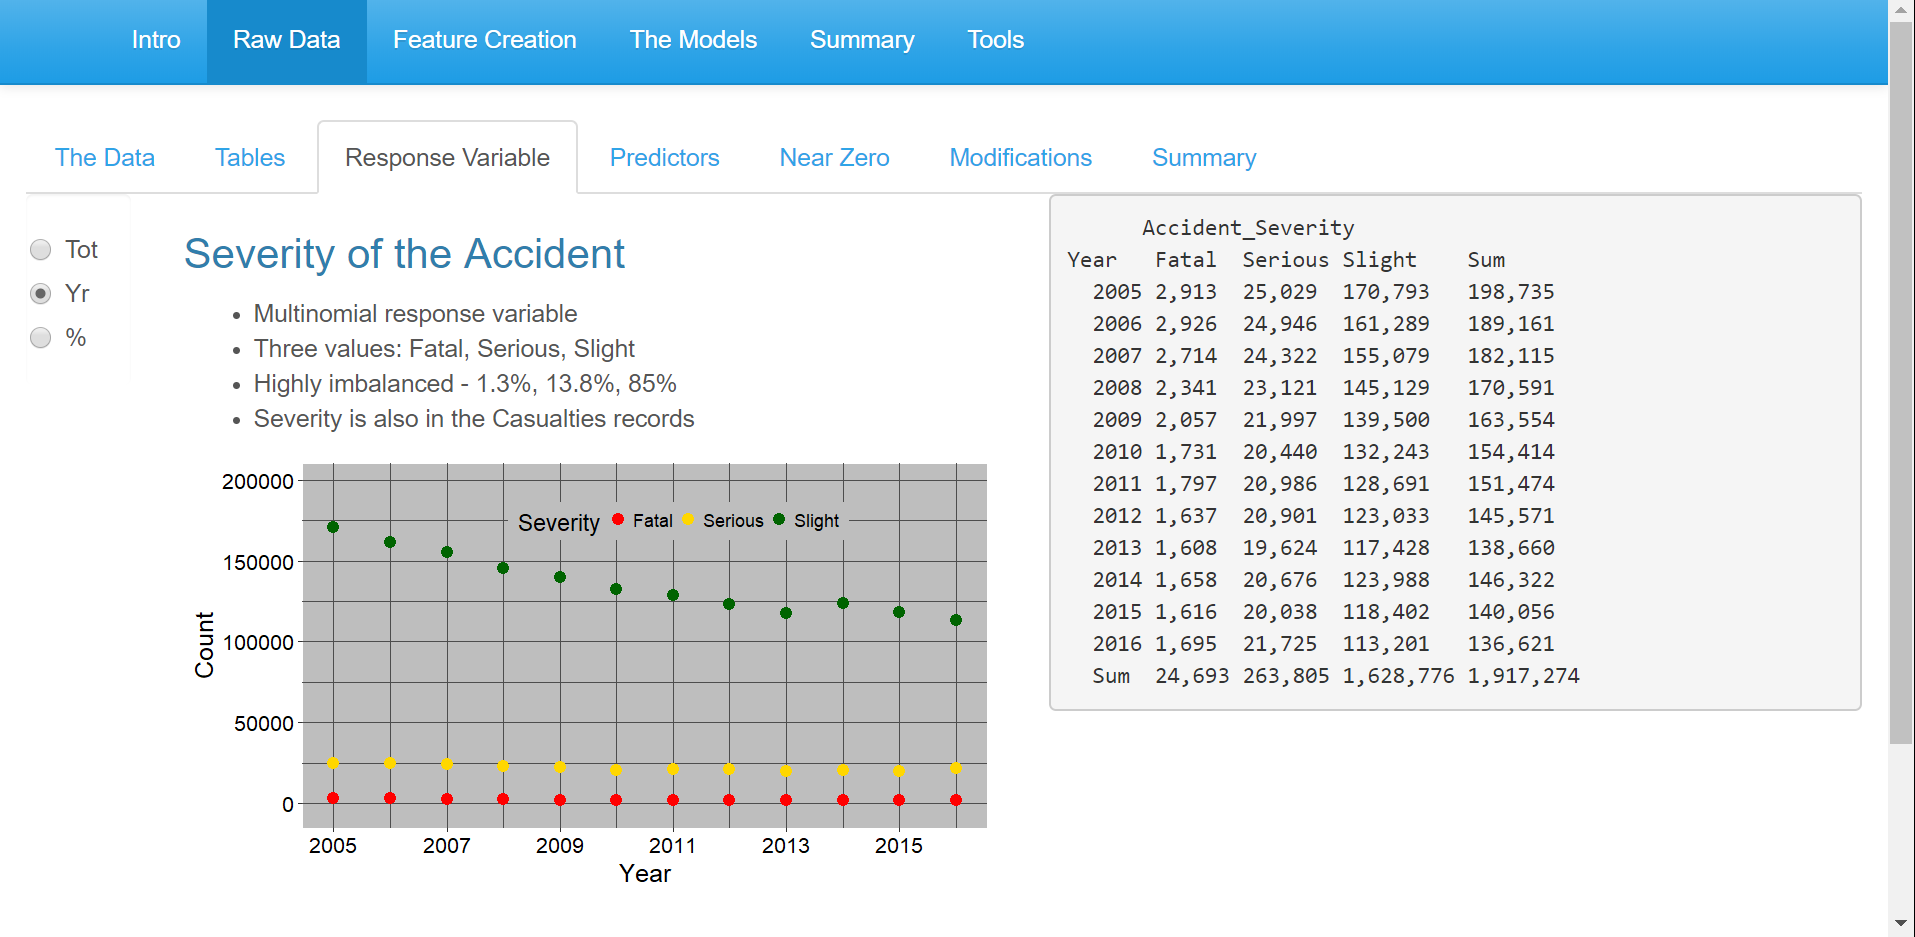 Intro Raw Data Feature Creation The Models Summary Tools
The Data Tables Response Variable Predictors Near Zero Modifications Summary
Tot
Yr
%
Severity of the Accident
• Multinomial response variable
• Three values: Fatal, Serious, Slight
• Highly imbalanced - 1.3%, 13.8%, 85%
• Severity is also in the Casualties records
Severity Fatal Serious Slight
Count
200000
150000
100000
50000
0
2005 2007 2009 2011 2013 2015
Year
Accident_Severity
Year Fatal Serious Slight Sum
2005 2,913 25,029 170,793 198,735
2006 2,926 24,946 161,289 189,161
2007 2,714 24,322 155,079 182,115
2008 2,341 23,121 145,129 170,591
2009 2,057 21,997 139,500 163,554
2010 1,731 20,440 132,243 154,414
2011 1,797 20,986 128,691 151,474
2012 1,637 20,901 123,033 145,571
2013 1,608 19,624 117,428 138,660
2014 1,658 20,676 123,988 146,322
2015 1,616 20,038 118,402 140,056
2016 1,695 21,725 113,201 136,621
Sum 24,693 263,805 1,628,776 1,917,274